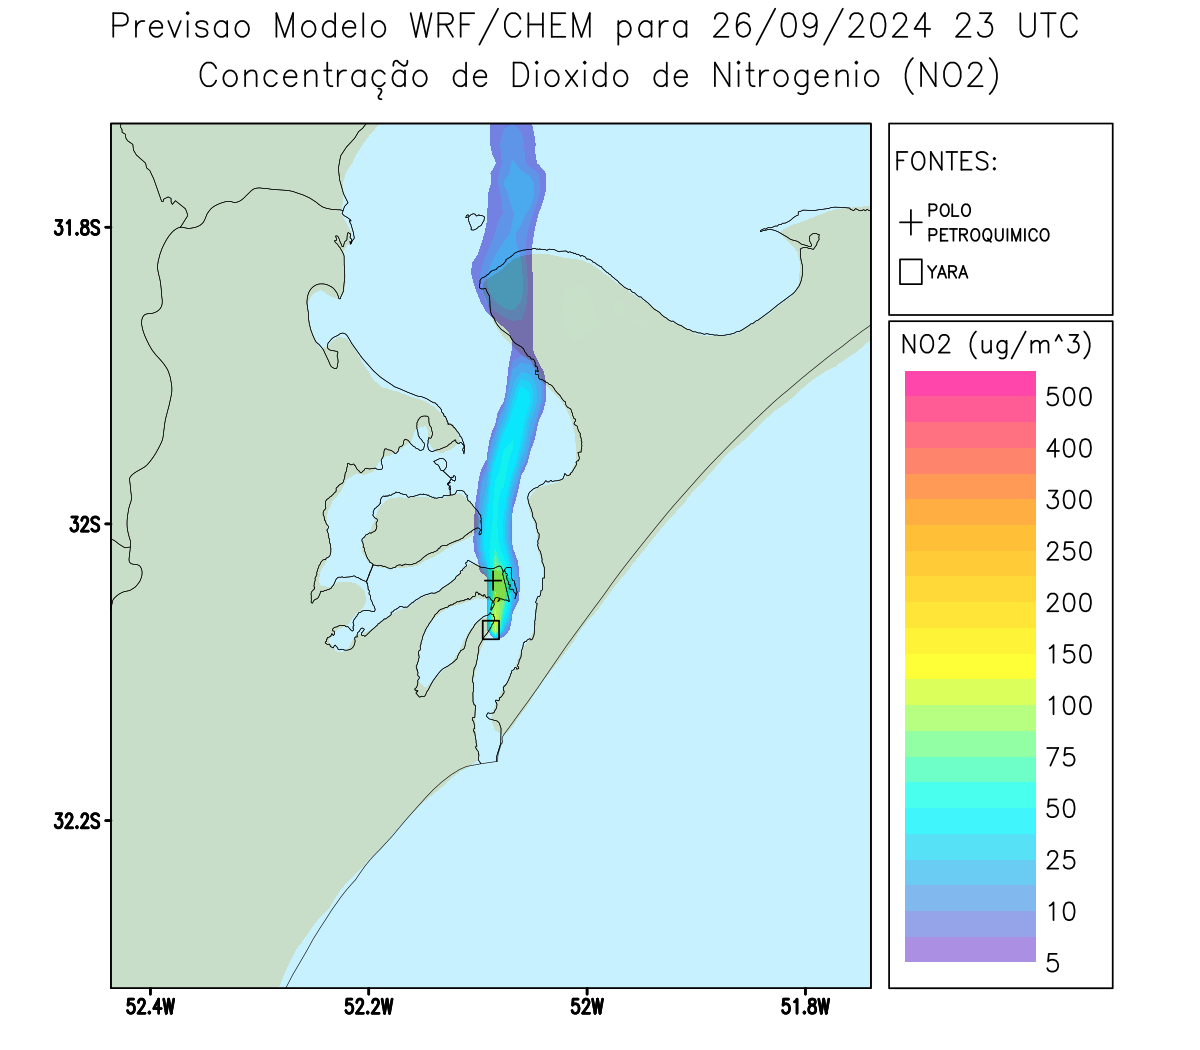 Previsao Modelo WRF/CHEM para 26/09/2024 23 UTC
Concentração de Dioxido de Nitrogenio (NO2)
FONTES:
POLO
PETROQUIMICO
YARA
NO2 (ug/m^3)
500
400
300
250
200
150
100
75
50
25
10
5
31.8S
32S
32.2S
52.4W
52.2W
52W
51.8W